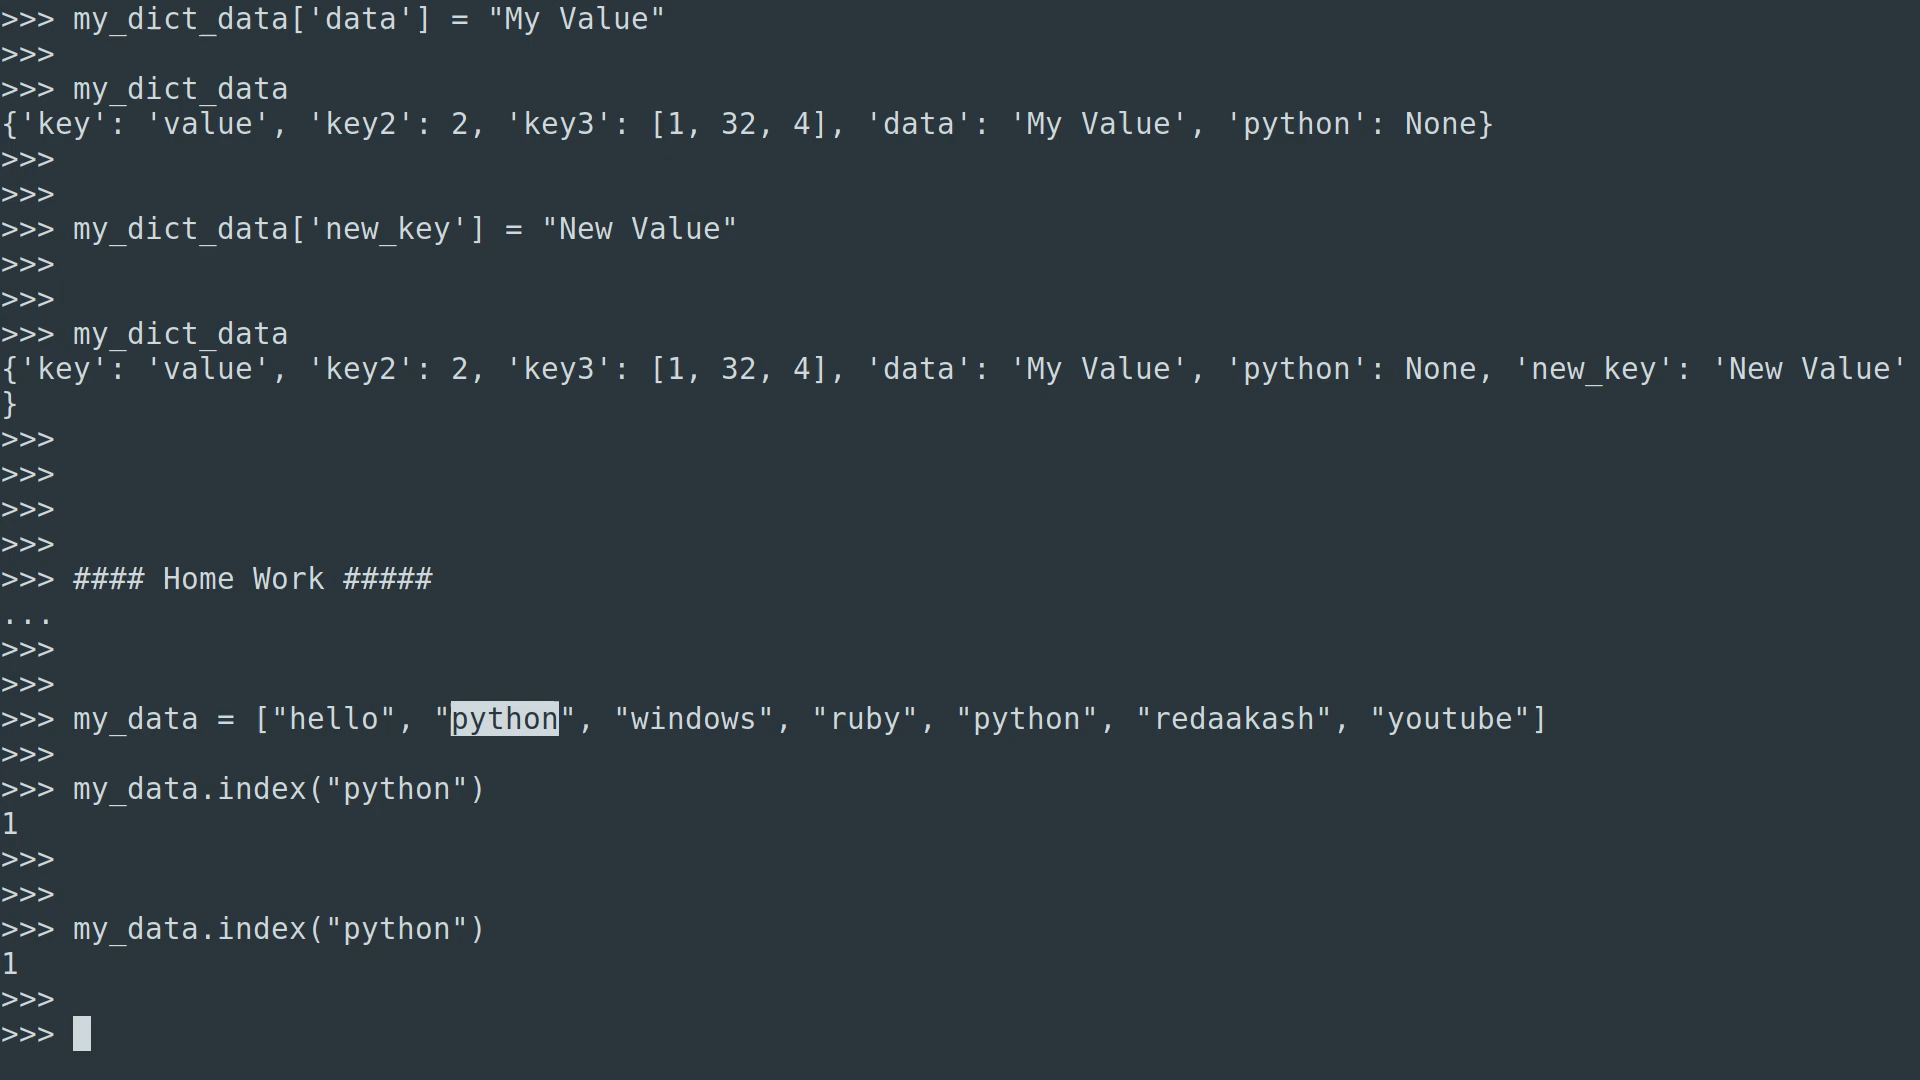 >>> my_dict_data['data'] = "My Value"
>>>
>>> my_dict_data
{'key': 'value', 'key2': 2, 'key3': [1, 32, 4], 'data': 'My Value', 'python': None}
>>>
>>>
>>> my_dict_data['new_key'] = "New Value"
>>>
>>>
>>> my_dict_data
{'key': 'value', 'key2': 2, 'key3': [1, 32, 4], 'data': 'My Value', 'python': None, 'new_key': 'New Value'
}
>>>
>>>
>>>
>>>
>>> #### Home Work #####
...
>>>
>>>
>>> my_data = ["hello", "python", "windows", "ruby", "python", "redaakash", "youtube"]
>>>
>>> my_data.index("python")
1
>>>
>>>
>>> my_data.index("python")
1
>>>
>>>